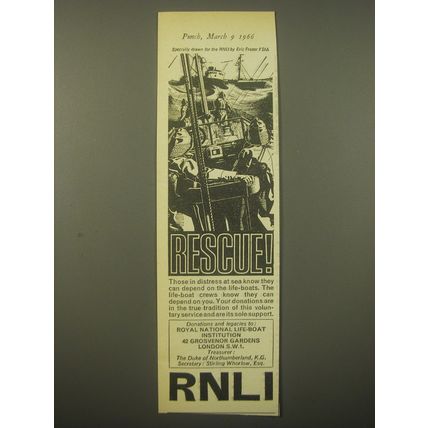 Punch, March 9 1966
Specially drawn for the RNLI by Eric Fraser FSIA
RESCUE!
Those in distress at sea know they
can depend on the life-boats. The
life-boat crews know they can
depend on you. Your donations are
in the true tradition of this volun-
tary service and are its sole support.
Donations and legacies to:
ROYAL NATIONAL LIFE-BOAT
INSTITUTION
42 GROSVENOR GARDENS
LONDON S.W.1.
Treasurer:
The Duke of Northumberland, K.G.
Secretary: Stirling Whorlow, Esq.
RNLI